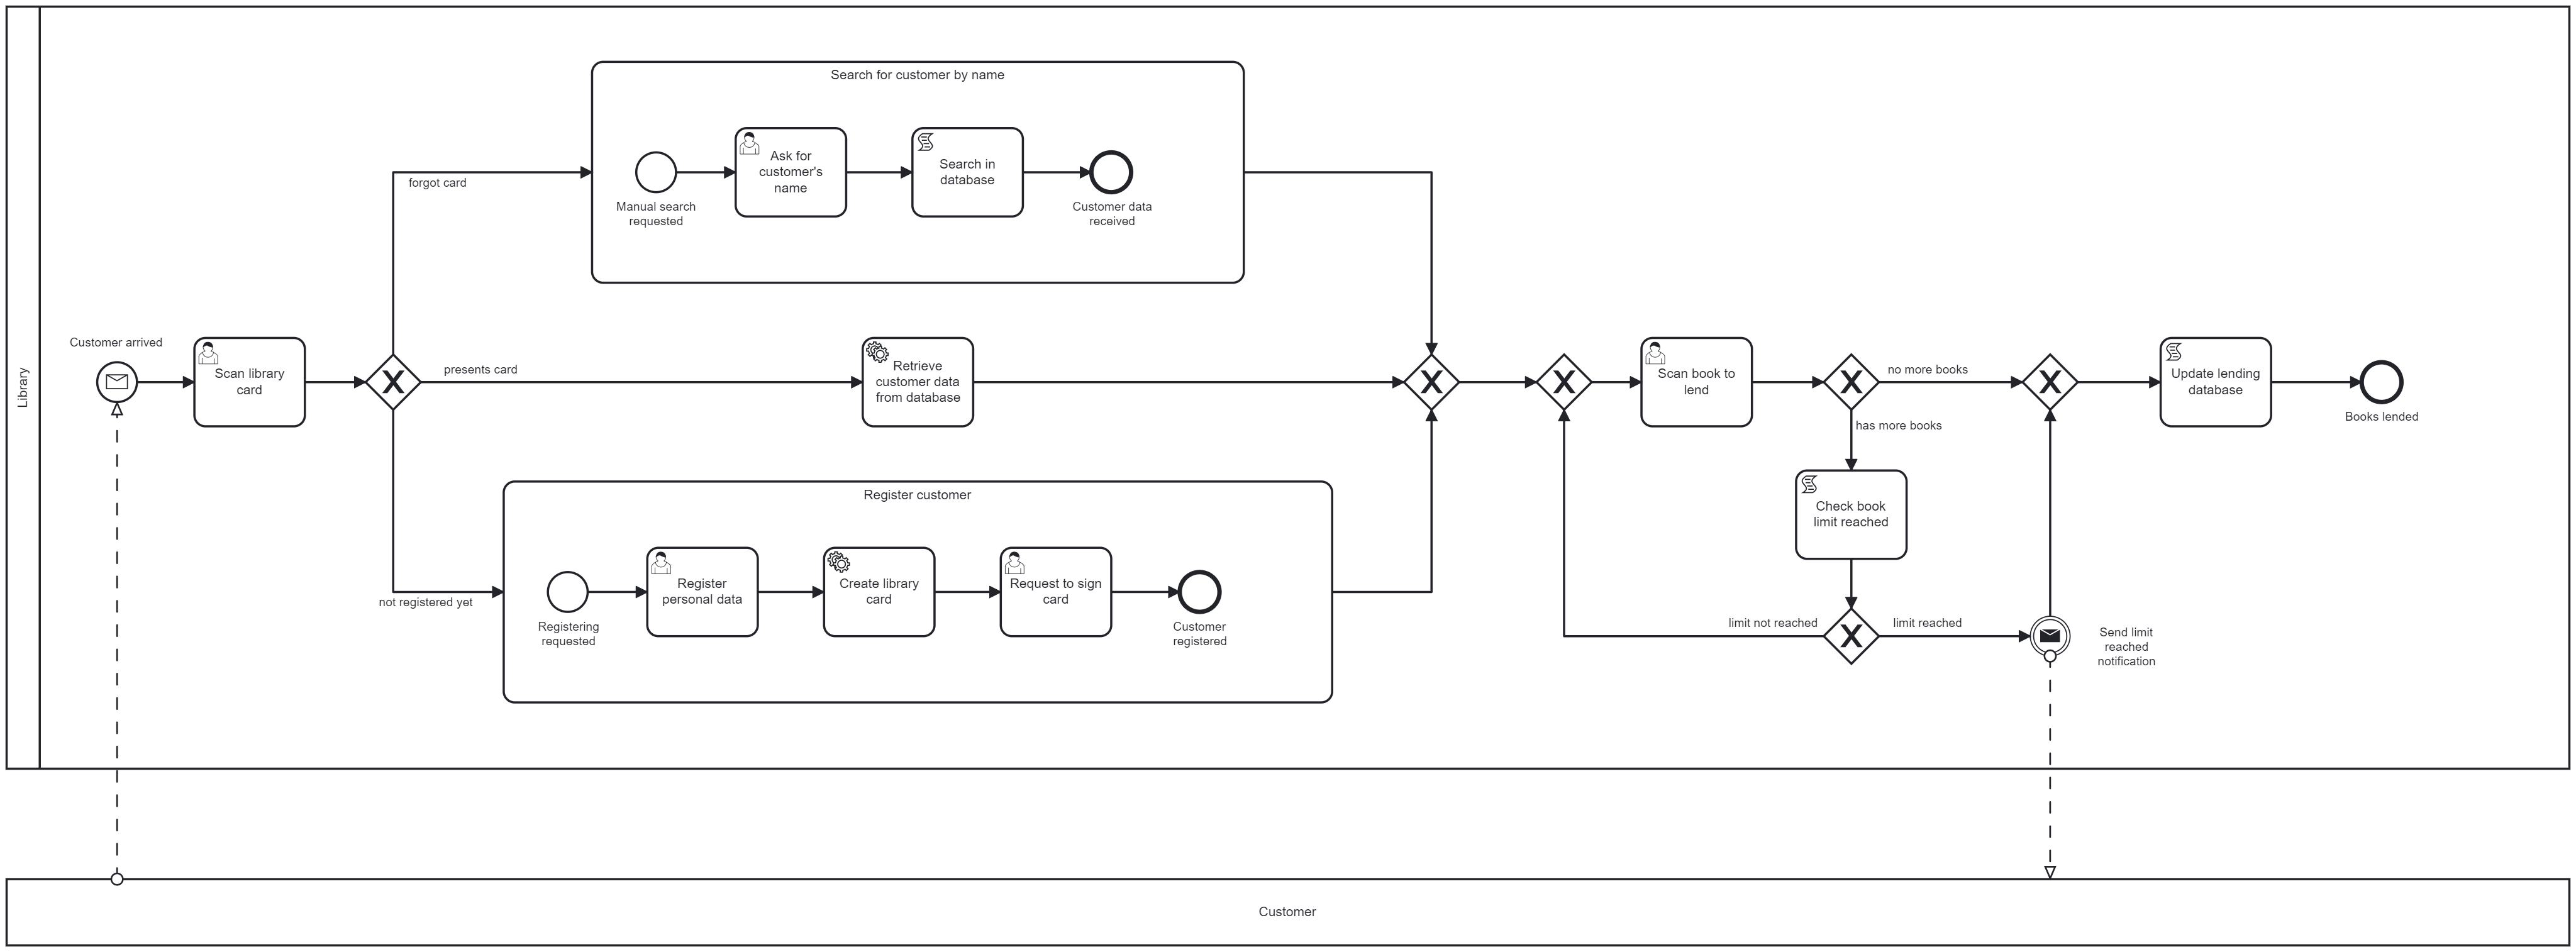 Library
Search for customer by name
Ask for
customer's
name
Search in
database
Manual search
requested
Customer data
received
forgot card
Customer arrived
Scan library
card
presents card
Retrieve
customer data
from database
Scan book to
lend
no more books
Update lending
database
Books lended
has more books
Check book
limit reached
not registered yet
Register customer
Register
personal data
Create library
card
Request to sign
card
Registering
requested
Customer
registered
limit not reached
limit reached
Send limit
reached
notification
Customer